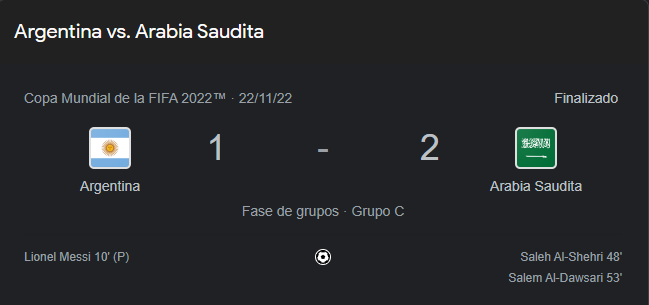 Argentina vs. Arabia Saudita
Copa Mundial de la FIFA 2022™ · 22/11/22 Finalizado
1 - 2
Argentina Arabia Saudita
Fase de grupos · Grupo C
Lionel Messi 10' (P) Saleh Al-Shehri 48'
Salem Al-Dawsari 53'